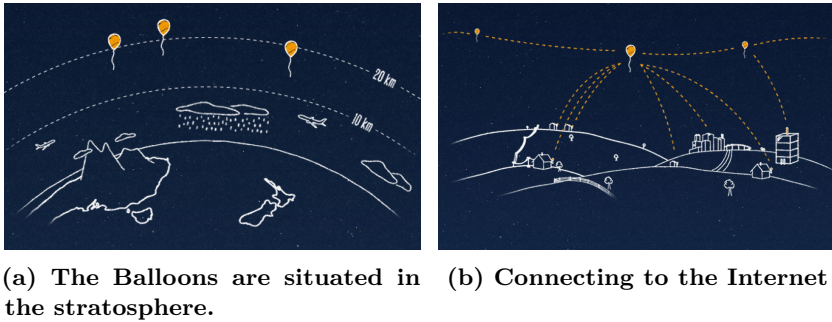 20 km
10 km
(a) The Balloons are situated in
the stratosphere.
(b) Connecting to the Internet